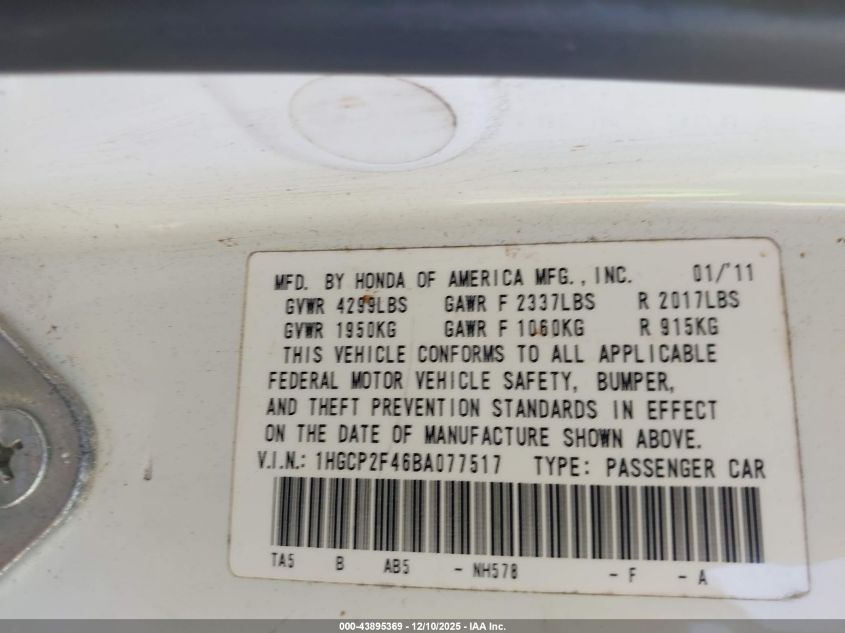 MFD. BY HONDA OF AMERICA MFG., INC. 01/'11
GVWR 4299LBS GAWR F 2337LBS R 2017LBS
GVWR 1950KG GAWR F 1060KG R 915KG
THIS VEHICLE CONFORMS TO ALL APPLICABLE
FEDERAL MOTOR VEHICLE SAFETY, BUMPER,
AND THEFT PREVENTION STANDARDS IN EFFECT
ON THE DATE OF MANUFACTURE SHOWN ABOVE.
V.I.N.: 1HGCP2F46BA077517 TYPE: PASSENGER CAR
TA5 B AB5 - NH578 - F - A
000-43895369 - 12/10/2025 - IAA Inc.